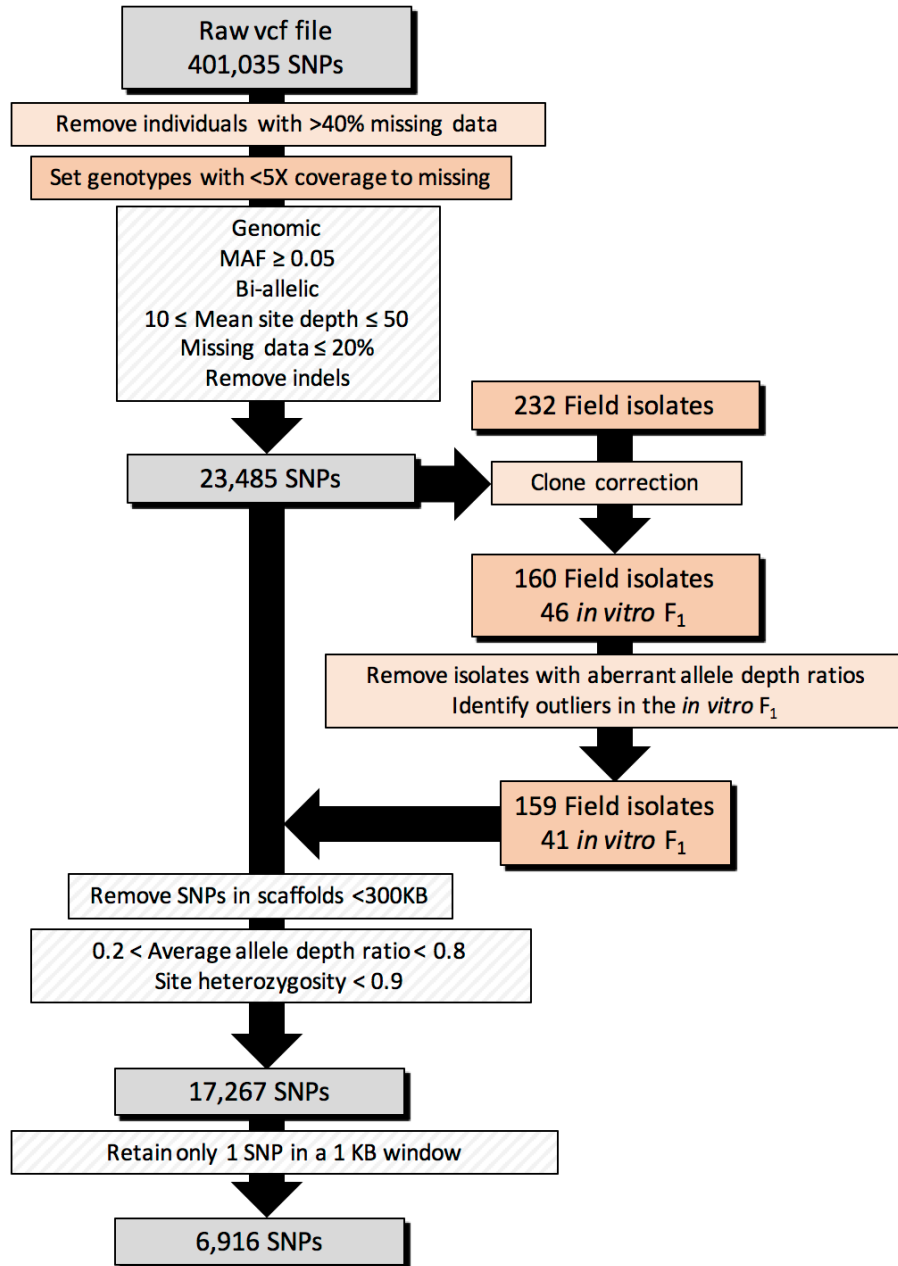 Raw vcf file
401,035 SNPs
Remove individuals with >40% missing data
Set genotypes with <5X coverage to missing
Genomic
MAF ≥ 0.05
Bi-allelic
10 ≤ Mean site depth ≤ 50
Missing data ≤ 20%
Remove indels
232 Field isolates
23,485 SNPs
Clone correction
160 Field isolates
46 in vitro F₁
Remove isolates with aberrant allele depth ratios
Identify outliers in the in vitro F₁
159 Field isolates
41 in vitro F₁
Remove SNPs in scaffolds <300KB
0.2 < Average allele depth ratio < 0.8
Site heterozygosity < 0.9
17,267 SNPs
Retain only 1 SNP in a 1 KB window
6,916 SNPs